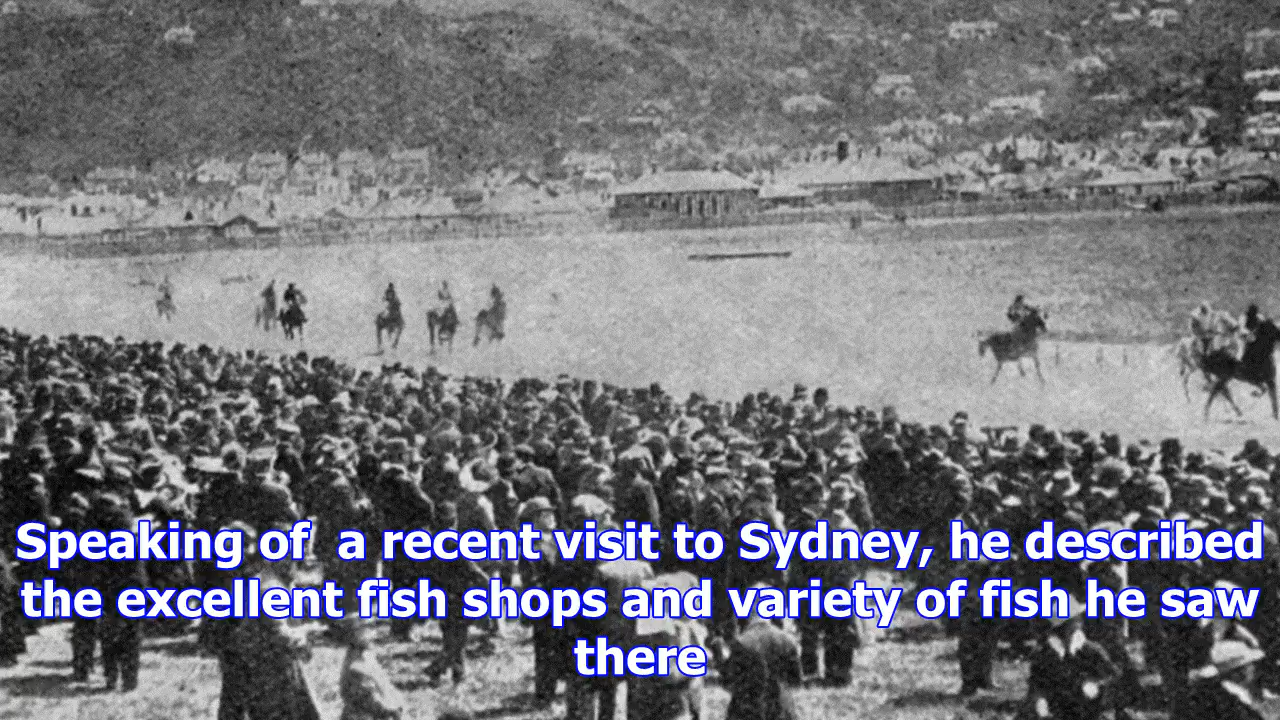 Speaking of  a recent visit to Sydney, he described
the excellent fish shops and variety of fish he saw
there